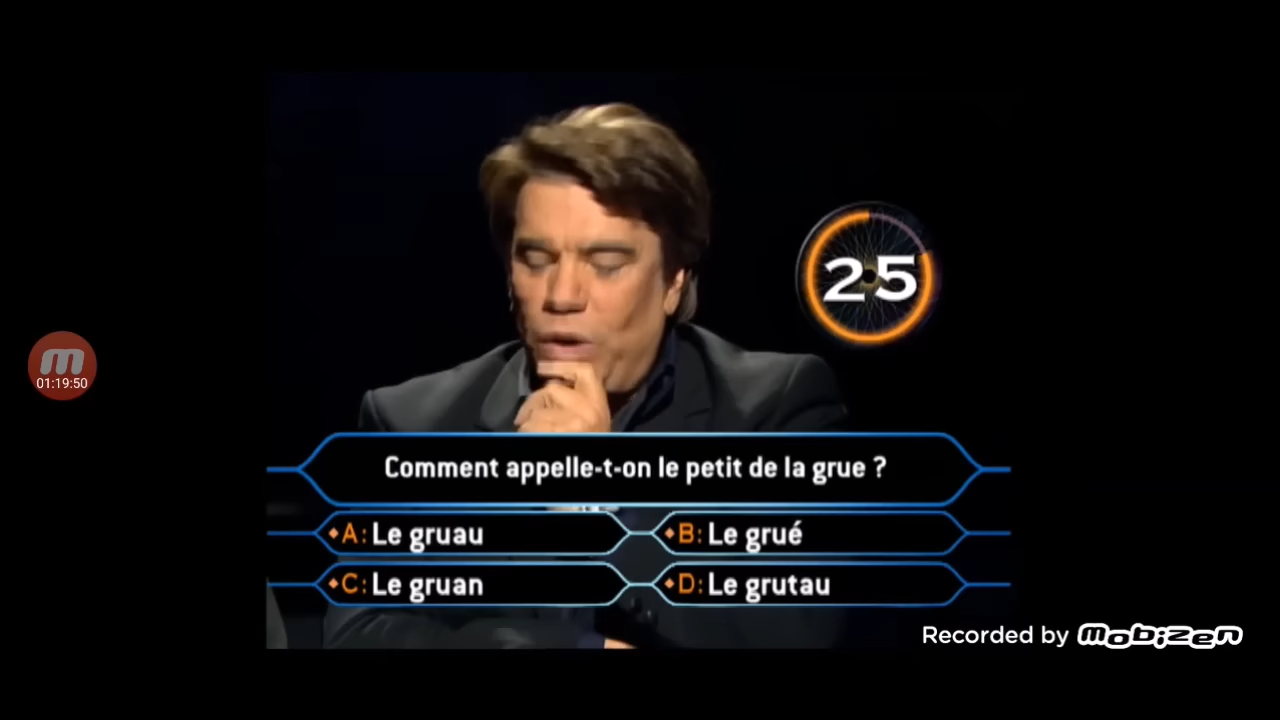 25
Comment appelle-t-on le petit de la grue ?
A: Le gruau
B: Le grué
C: Le gruan
D: Le grutau
01:19:50
Recorded by mobizen